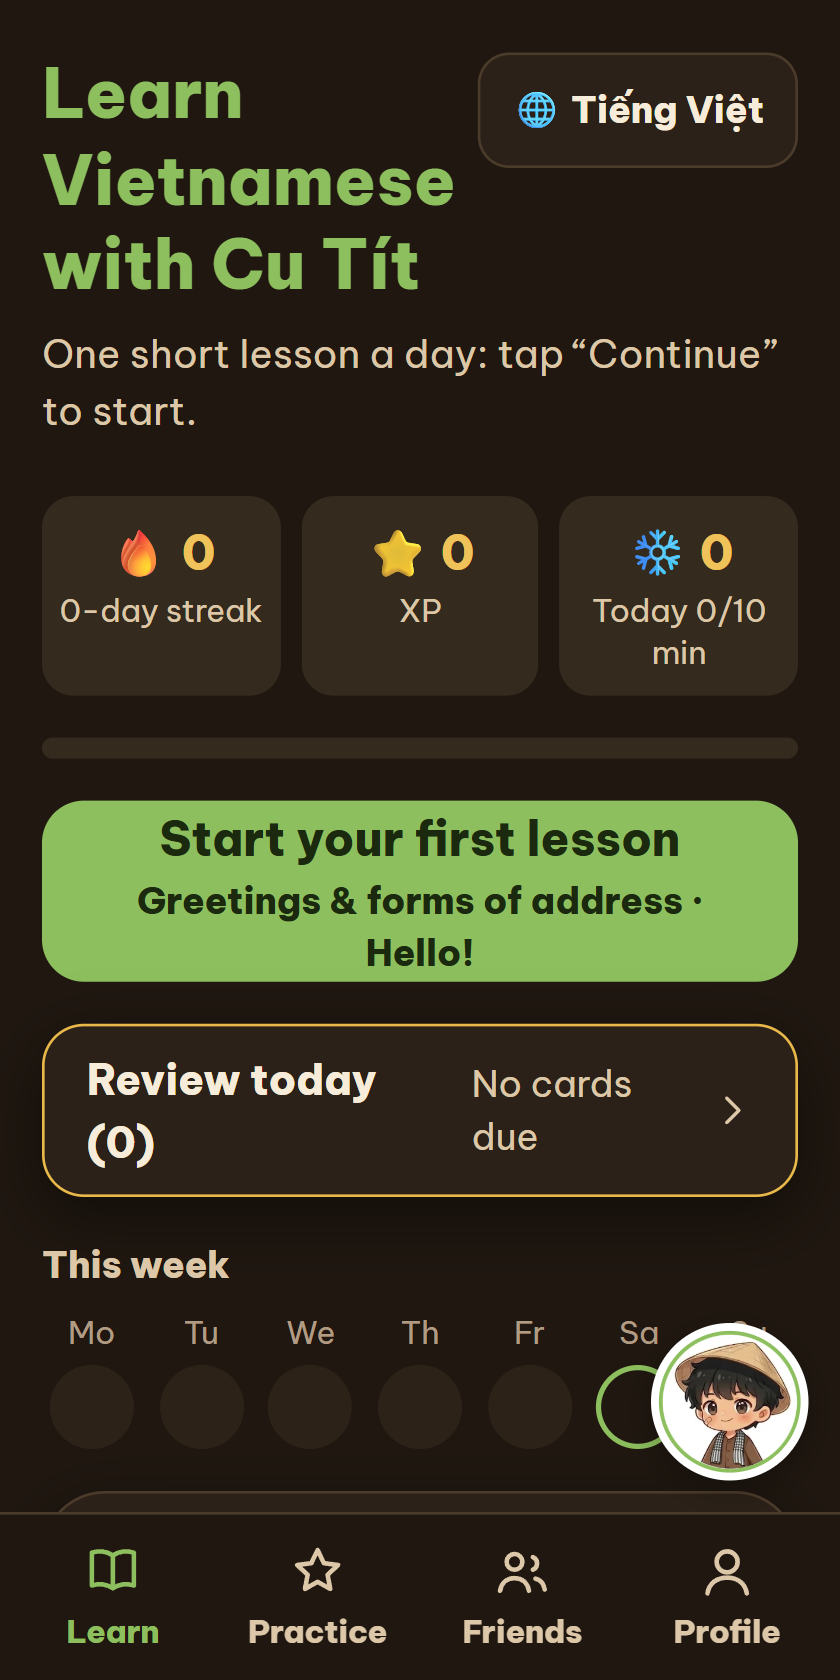 Learn
Vietnamese
with Cu Tít
Tiếng Việt
One short lesson a day: tap “Continue”
to start.
0
0-day streak
0
XP
0
Today 0/10
min
Start your first lesson
Greetings & forms of address ·
Hello!
Review today
(0)
No cards
due
This week
Mo Tu We Th Fr Sa
Learn Practice Friends Profile